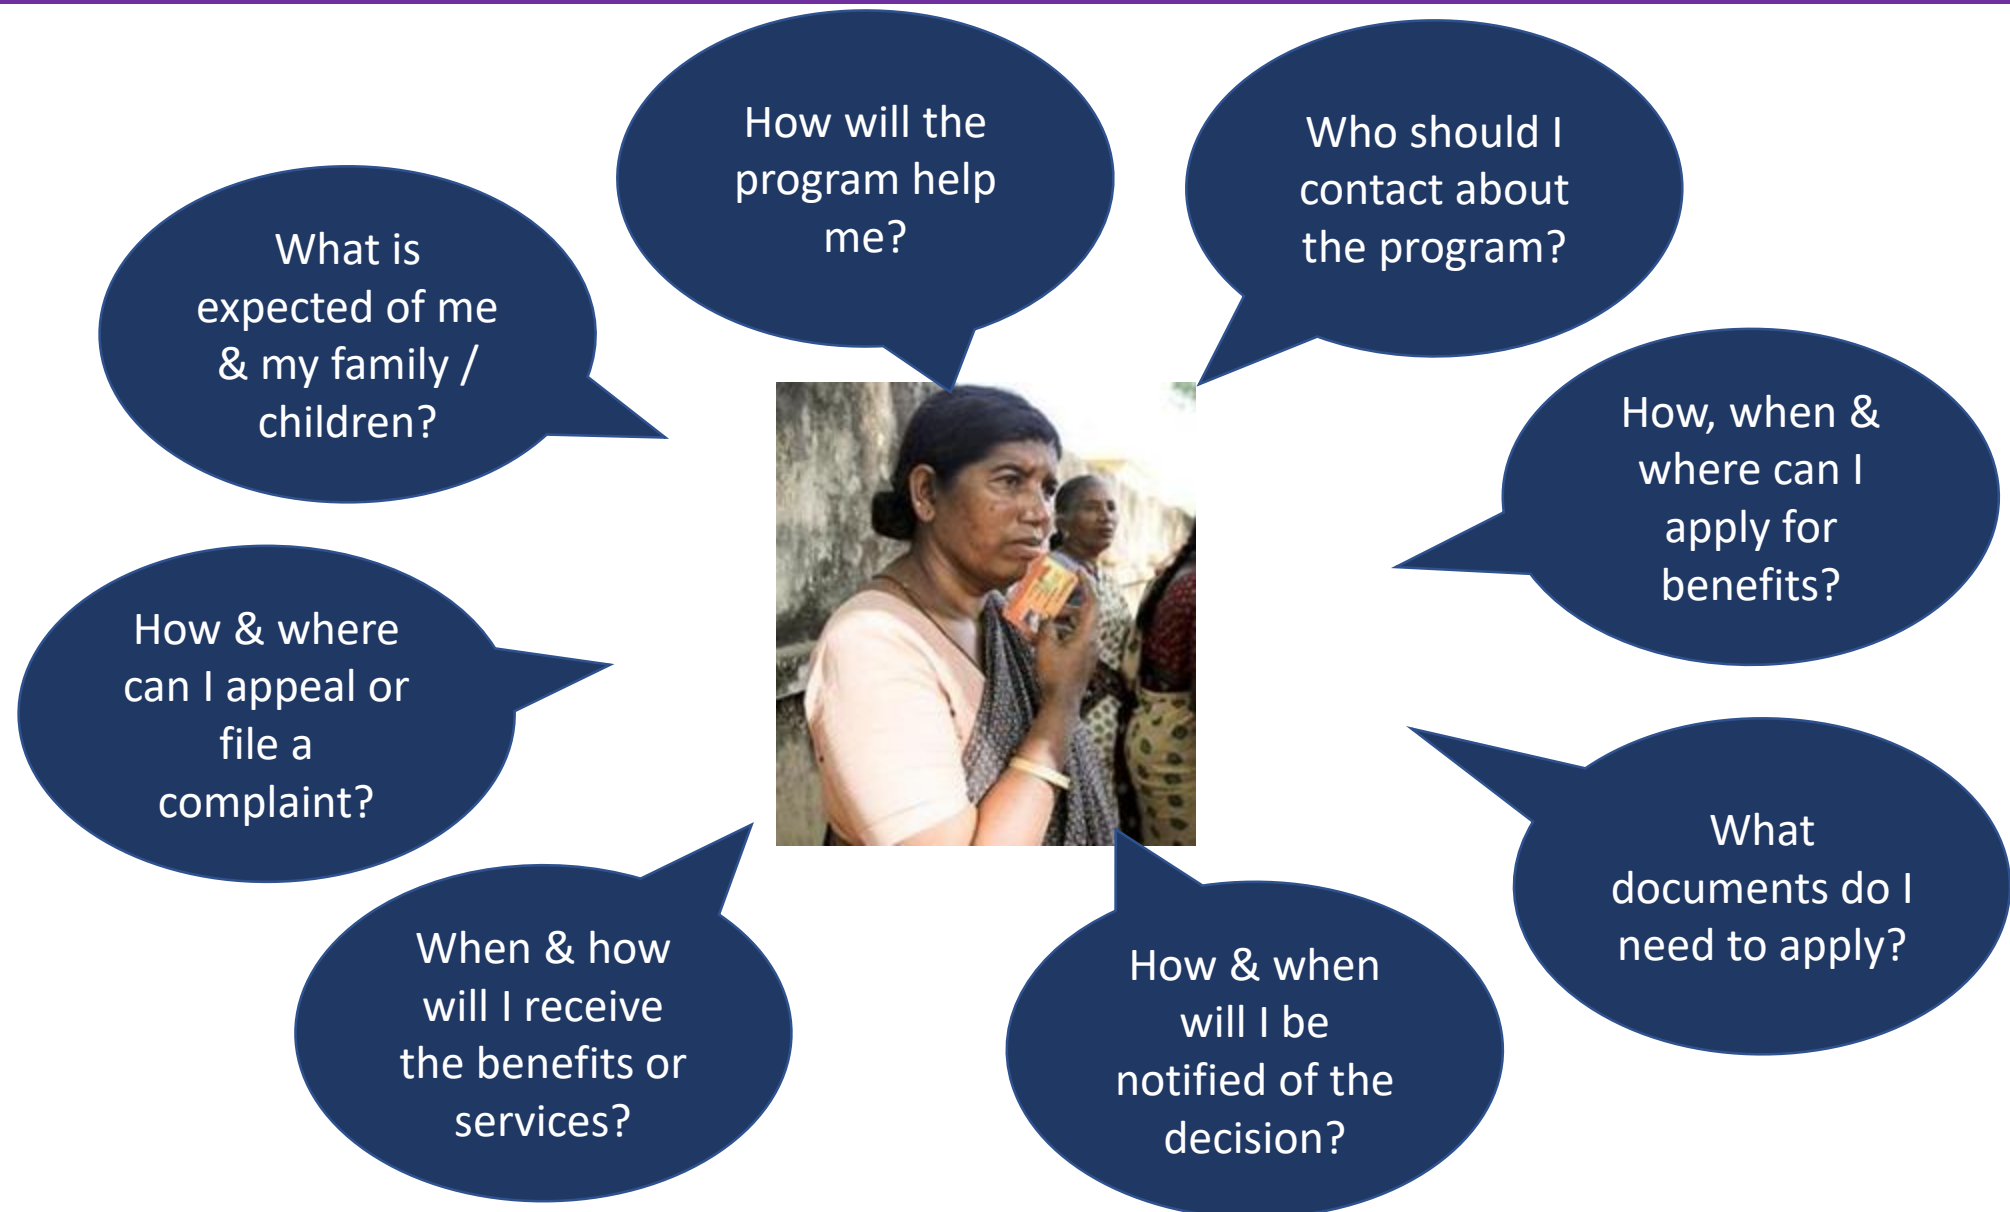 How will the
program help
me?
Who should I
contact about
the program?
What is
expected of me
& my family /
children?
How, when &
where can I
apply for
benefits?
How & where
can I appeal or
file a
complaint?
What
documents do I
need to apply?
When & how
will I receive
the benefits or
services?
How & when
will I be
notified of the
decision?